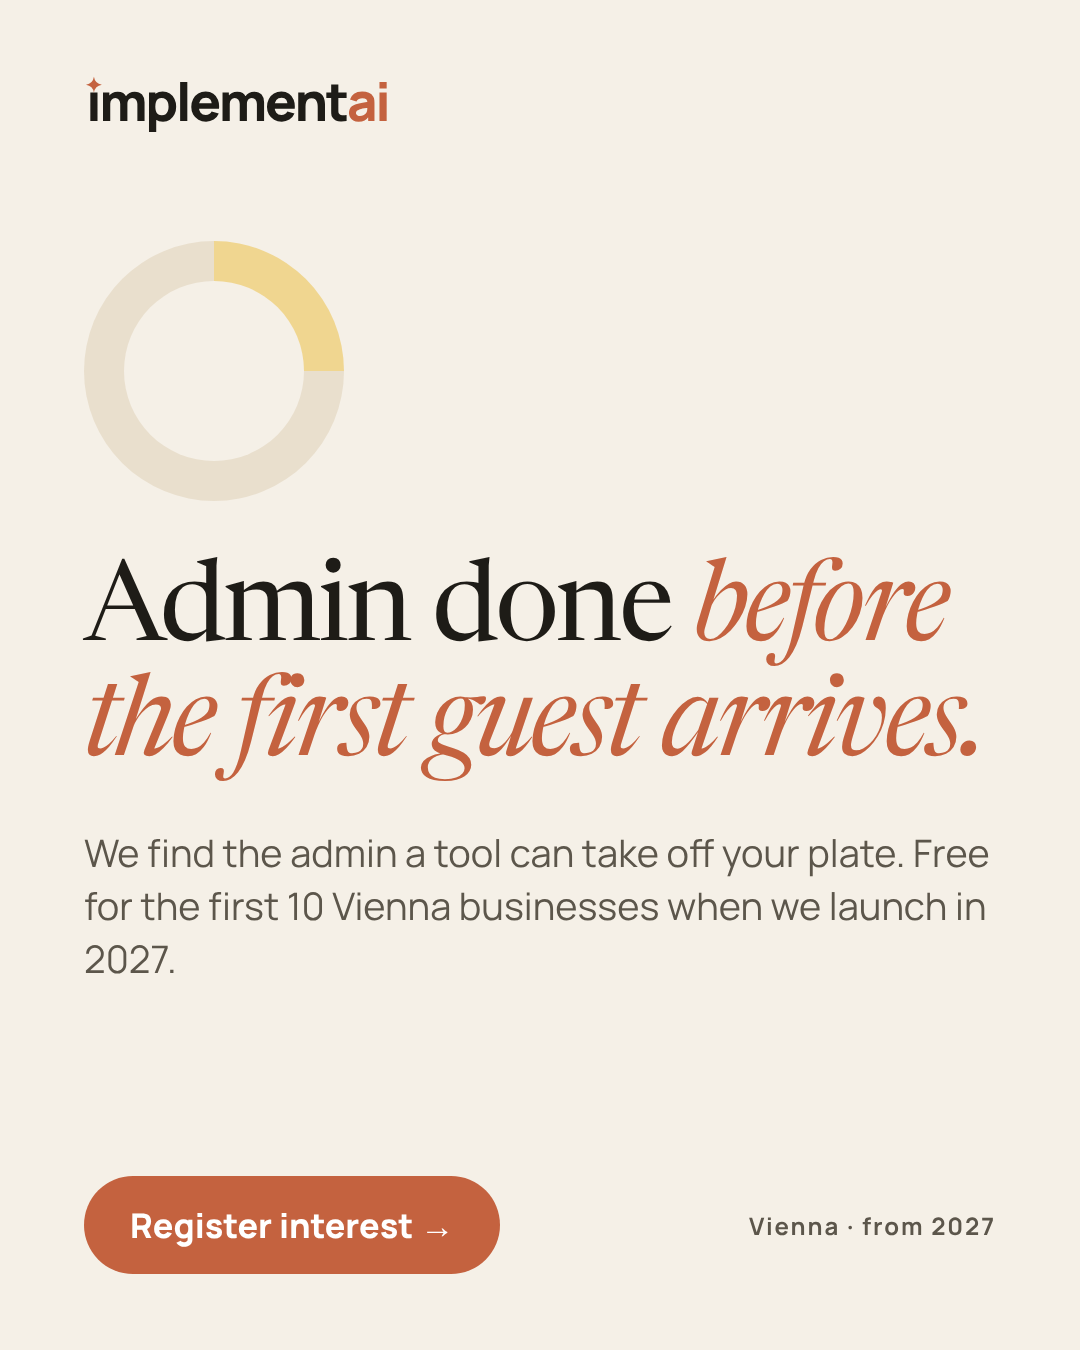 implementai
Admin done before
the first guest arrives.
We find the admin a tool can take off your plate. Free
for the first 10 Vienna businesses when we launch in
2027.
Register interest →
Vienna · from 2027